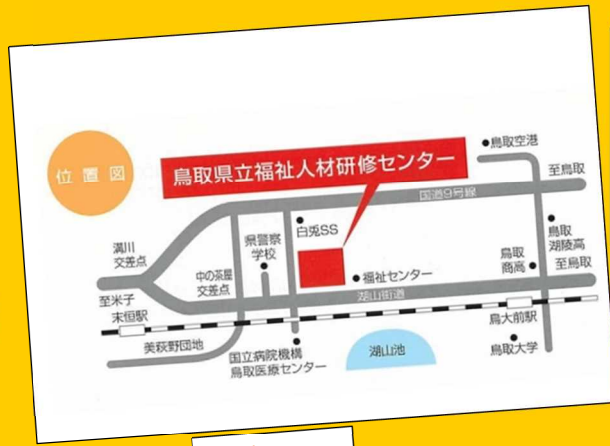 位置図
鳥取県立福祉人材研修センター
鳥取空港
至鳥取
国道9号線
白兎SS
県警察
学校
溝川
交差点
中の茶屋
交差点
福祉センター
鳥取
商高
鳥取
湖陵高
至鳥取
至米子
湖山街道
末恒駅
鳥大前駅
美萩野団地
国立病院機構
鳥取医療センター
湖山池
鳥取大学